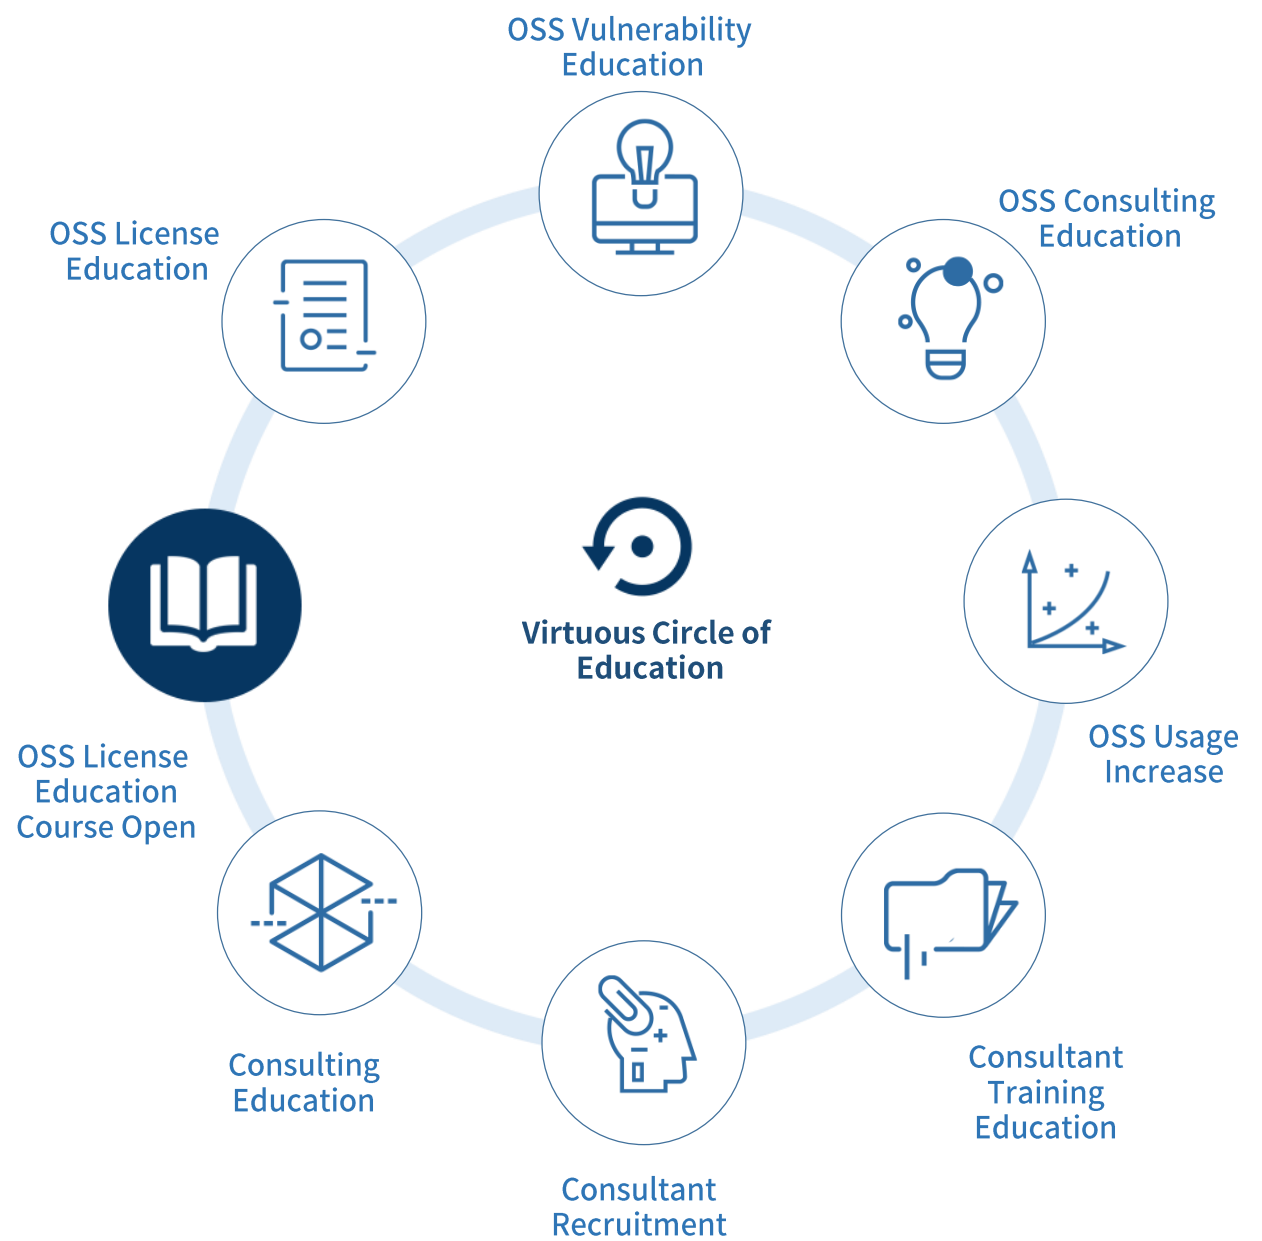 OSS Vulnerability
Education
OSS Consulting
Education
OSS License
Education
Virtuous Circle of
Education
OSS Usage
Increase
OSS License
Education
Course Open
Consultant
Training
Education
Consulting
Education
Consultant
Recruitment